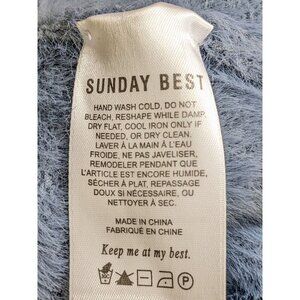 SUNDAY BEST
HAND WASH COLD, DO NOT
BLEACH, RESHAPE WHILE DAMP,
DRY FLAT, COOL IRON ONLY IF
NEEDED, OR DRY CLEAN.
LAVER À LA MAIN À L'EAU
FROIDE, NE PAS JAVELISER,
REMODELER PENDANT QUE
L'ARTICLE EST ENCORE HUMIDE,
SÉCHER À PLAT, REPASSAGE
DOUX SI NÉCESSAIRE, OU
NETTOYER À SEC.
MADE IN CHINA
FABRIQUÉ EN CHINE
Keep me at my best.